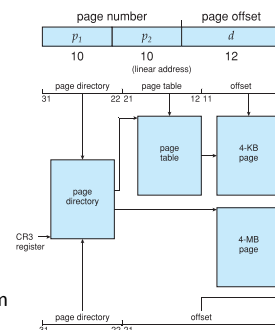 page number page offset
p1 p2 d
10 10 12
(linear address)
page directory page table offset
31 22 21 12 11
page table
4-KB page
page directory
CR3 register
4-MB page
page directory offset